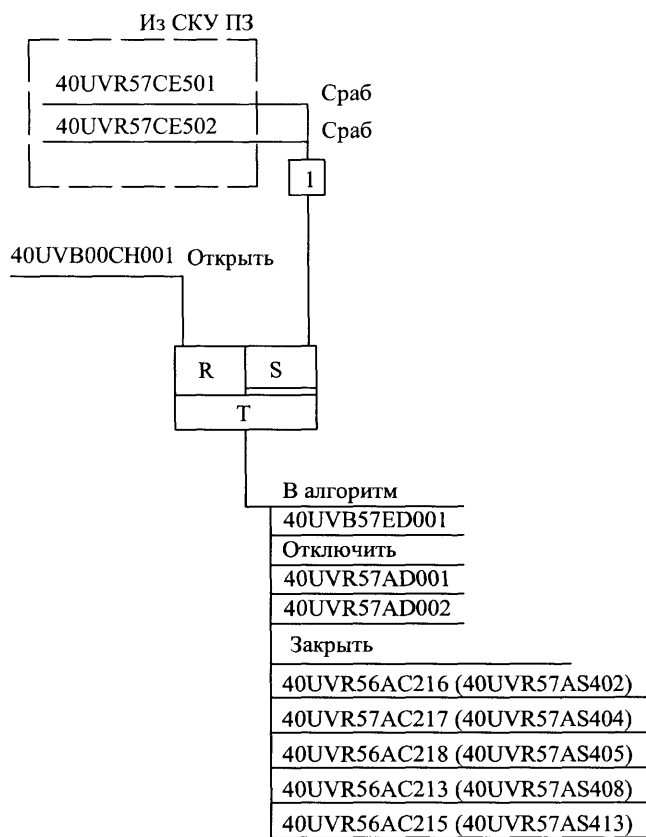 Из СКУ ПЗ
40UVR57CE501
Сраб
40UVR57CE502
Сраб
1
40UVB00CH001 Открыть
R S
T
В алгоритм
40UVB57ED001
Отключить
40UVR57AD001
40UVR57AD002
Закрыть
40UVR56AC216 (40UVR57AS402)
40UVR57AC217 (40UVR57AS404)
40UVR56AC218 (40UVR57AS405)
40UVR56AC213 (40UVR57AS408)
40UVR56AC215 (40UVR57AS413)